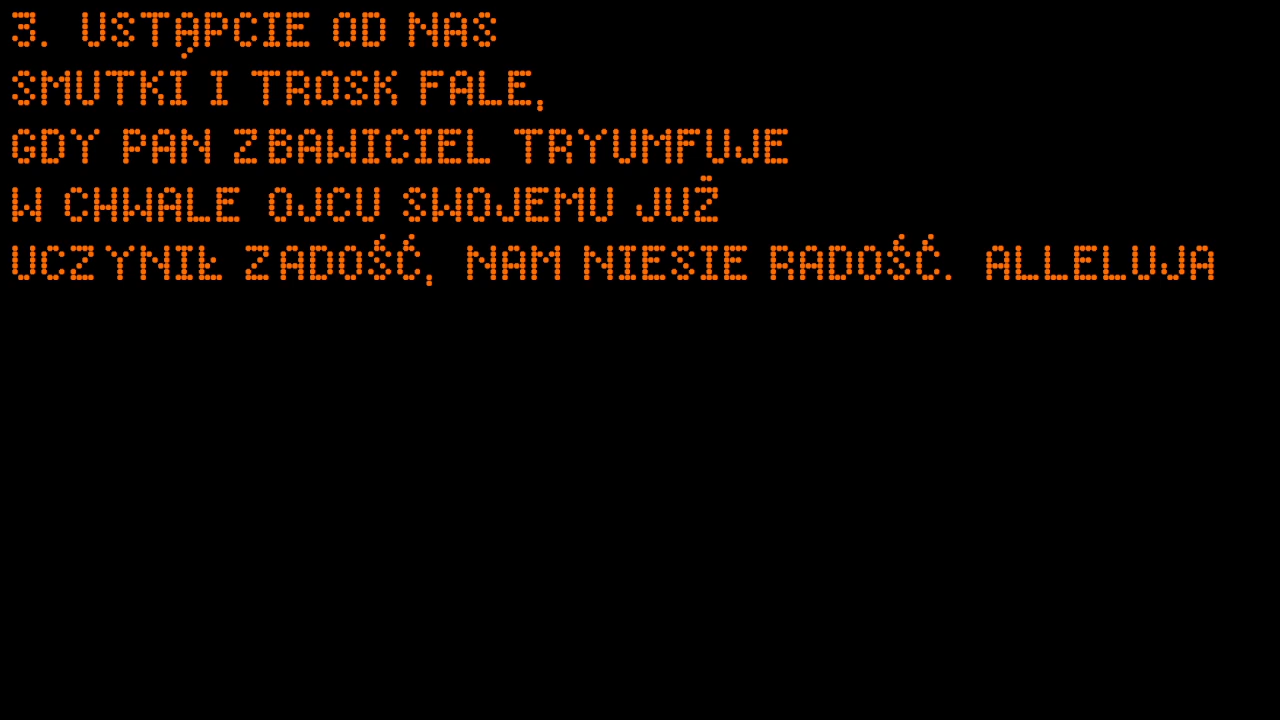 3. USTĄPCIE OD NAS
SMUTKI I TROSK FALE,
GDY PAN ZBAWICIEL TRYUMFUJE
W CHWALE OJCU SWOJEMU JUŻ
UCZYNIŁ ZADOŚĆ, NAM NIESIE RADOŚĆ. ALLELUJA